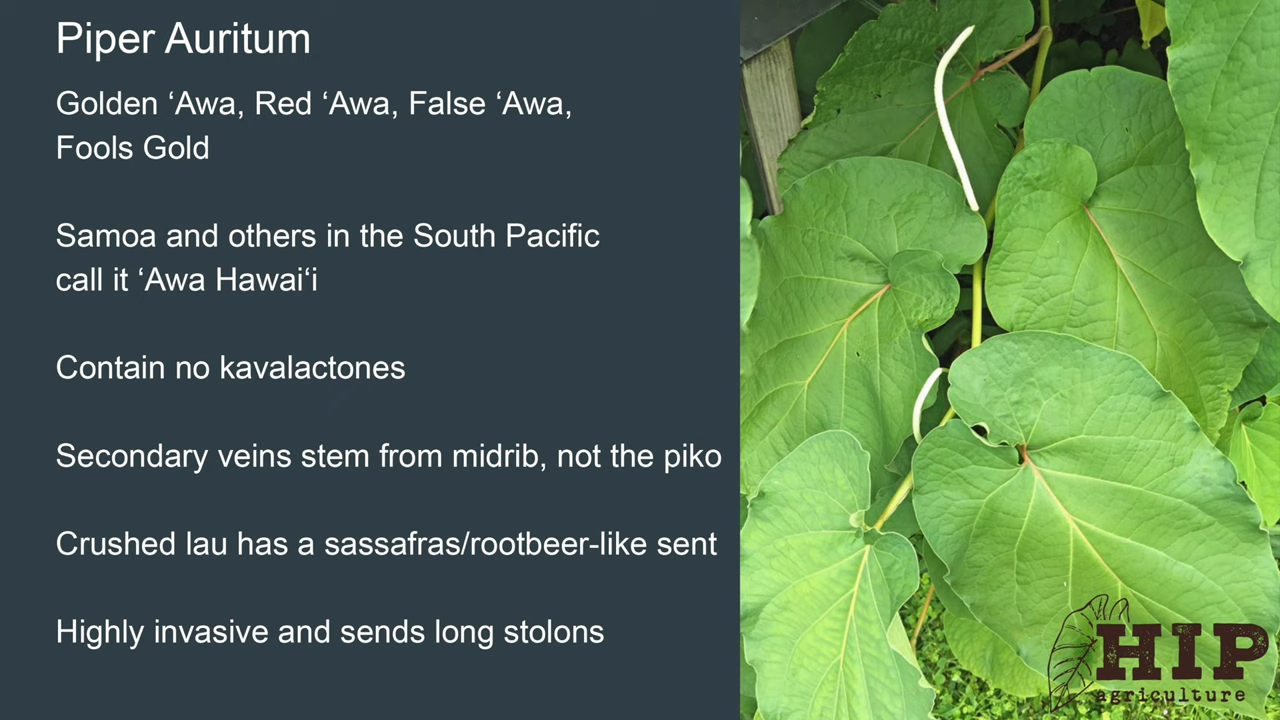 Piper Auritum
Golden ‘Awa, Red ‘Awa, False ‘Awa,
Fools Gold
Samoa and others in the South Pacific
call it ‘Awa Hawai‘i
Contain no kavalactones
Secondary veins stem from midrib, not the piko
Crushed lau has a sassafras/rootbeer-like sent
Highly invasive and sends long stolons
HIP
agriculture